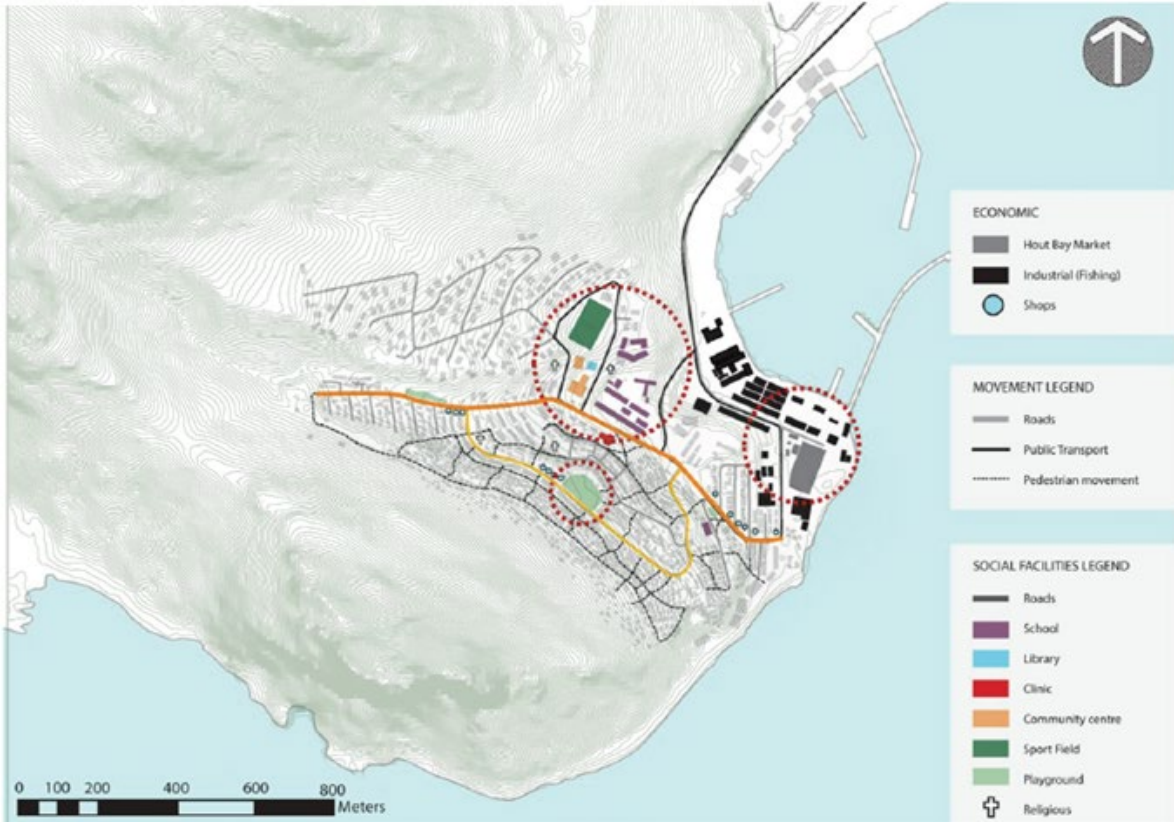 ECONOMIC
Hout Bay Market
Industrial (Fishing)
Shops
MOVEMENT LEGEND
Roads
Public Transport
Pedestrian movement
SOCIAL FACILITIES LEGEND
Roads
School
Library
Clinic
Community centre
Sport Field
Playground
Religious
0 100 200 400 600 800
Meters